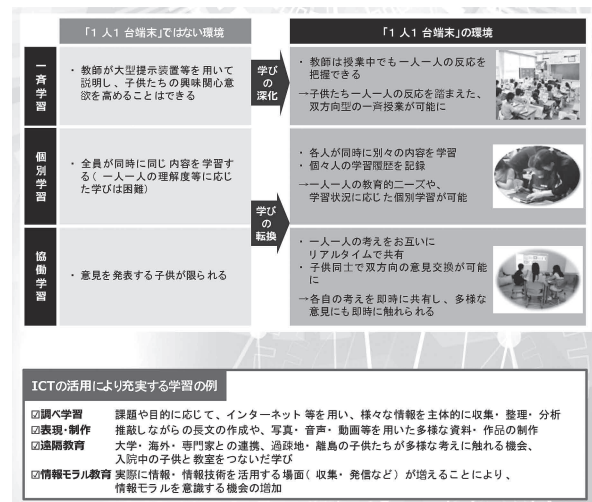 「1 人1 台端末」ではない環境
「1 人1 台端末」の環境
一斉学習
・ 教師が大型提示装置等を用いて
説明し、子供たちの興味関心意
欲を高めることはできる
学び
の
深化
・ 教師は授業中でも一人一人の反応を
把握できる
→子供たち一人一人の反応を踏まえた、
双方向型の一斉授業が可能に
個別学習
・ 全員が同時に同じ内容を学習す
る( 一人一人の理解度等に応じ
た学びは困難)
学び
の
転換
・ 各人が同時に別々の内容を学習
・ 個々人の学習履歴を記録
→一人一人の教育的ニーズや、
学習状況に応じた個別学習が可能
協働学習
・ 意見を発表する子供が限られる
・ 一人一人の考えをお互いに
リアルタイムで共有
・ 子供同士で双方向の意見交換が可能
に
→各自の考えを即時に共有し、多様な
意見にも即時に触れられる
ICTの活用により充実する学習の例
☑調べ学習 課題や目的に応じて、インターネット 等を用い、様々な情報を主体的に収集・ 整理・ 分析
☑表現・制作 推敲しながらの長文の作成や、写真・ 音声・ 動画等を用いた多様な資料・ 作品の制作
☑遠隔教育 大学・ 海外・ 専門家との連携、過疎地・ 離島の子供たちが多様な考えに触れる機会、
入院中の子供と教室をつないだ学び
☑情報モラル教育 実際に情報・ 情報技術を活用する場面( 収集・ 発信など) が増えることにより、
情報モラルを意識する機会の増加